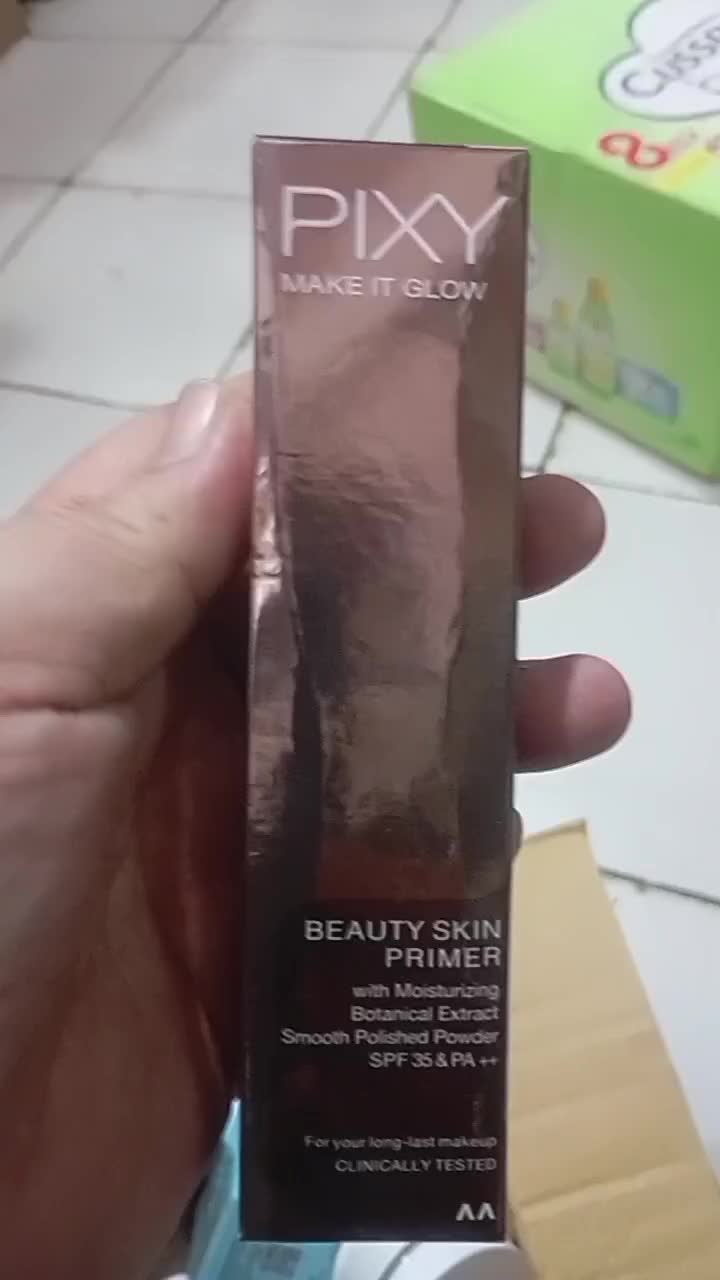 PIXY
MAKE IT GLOW
BEAUTY SKIN
PRIMER
with Moisturizing
Botanical Extract
Smooth Polished Powder
SPF 35 & PA ++
For your long-last makeup
CLINICALLY TESTED